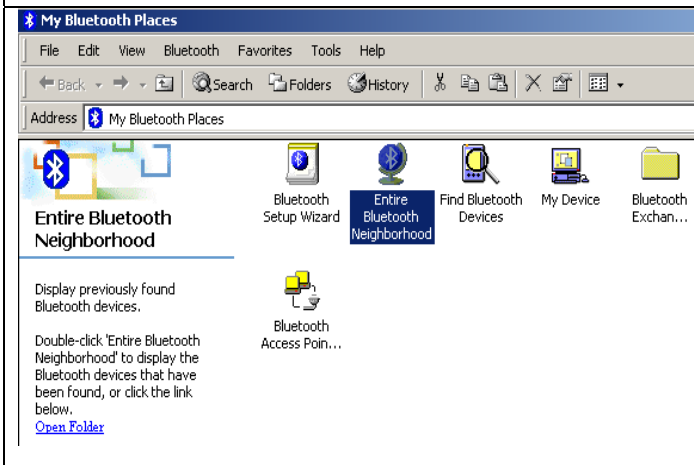 My Bluetooth Places
File Edit View Bluetooth Favorites Tools Help
Back Search Folders History
Address My Bluetooth Places
Entire Bluetooth
Neighborhood
Display previously found
Bluetooth devices.
Double-click 'Entire Bluetooth
Neighborhood' to display the
Bluetooth devices that have
been found, or click the link
below.
Open Folder
Bluetooth
Setup Wizard
Entire
Bluetooth
Neighborhood
Find Bluetooth
Devices
My Device
Bluetooth
Exchan...
Bluetooth
Access Poin...